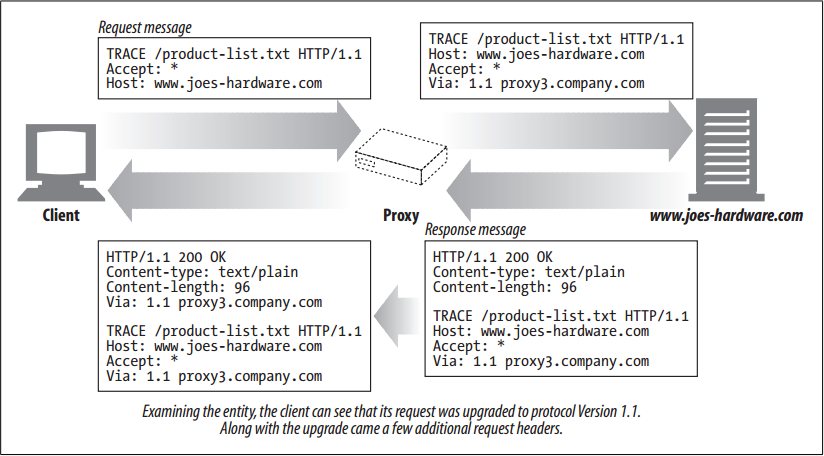 Request message
TRACE /product-list.txt HTTP/1.1
Accept: *
Host: www.joes-hardware.com
TRACE /product-list.txt HTTP/1.1
Host: www.joes-hardware.com
Accept: *
Via: 1.1 proxy3.company.com
Client
Proxy
www.joes-hardware.com
Response message
HTTP/1.1 200 OK
Content-type: text/plain
Content-length: 96
Via: 1.1 proxy3.company.com
TRACE /product-list.txt HTTP/1.1
Host: www.joes-hardware.com
Accept: *
Via: 1.1 proxy3.company.com
HTTP/1.1 200 OK
Content-type: text/plain
Content-length: 96
TRACE /product-list.txt HTTP/1.1
Host: www.joes-hardware.com
Accept: *
Via: 1.1 proxy3.company.com
Examining the entity, the client can see that its request was upgraded to protocol Version 1.1.
Along with the upgrade came a few additional request headers.